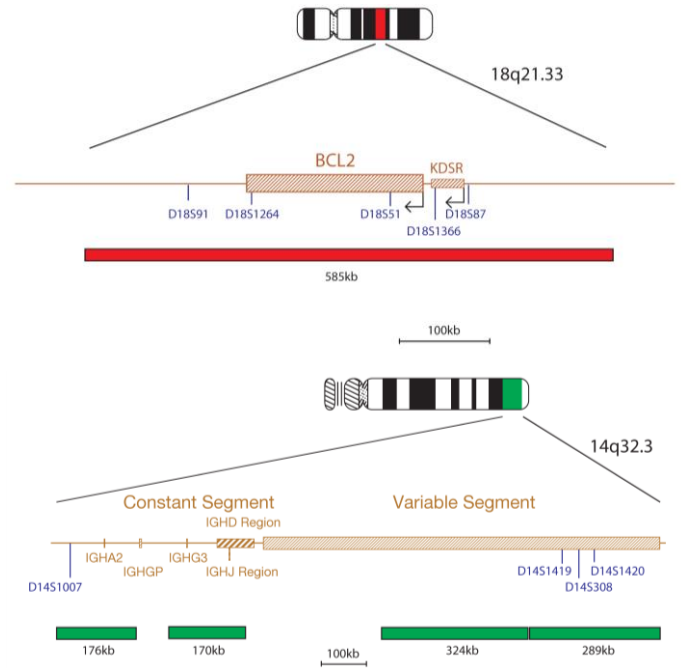 18q21.33
BCL2
KDSR
D18S91
D18S1264
D18S51
D18S87
D18S1366
585kb
100kb
14q32.3
Constant Segment
Variable Segment
IGHD Region
IGHA2
IGHG3
IGHGP
IGHJ Region
D14S1419
D14S1420
D14S1007
D14S308
176kb
170kb
100kb
324kb
289kb